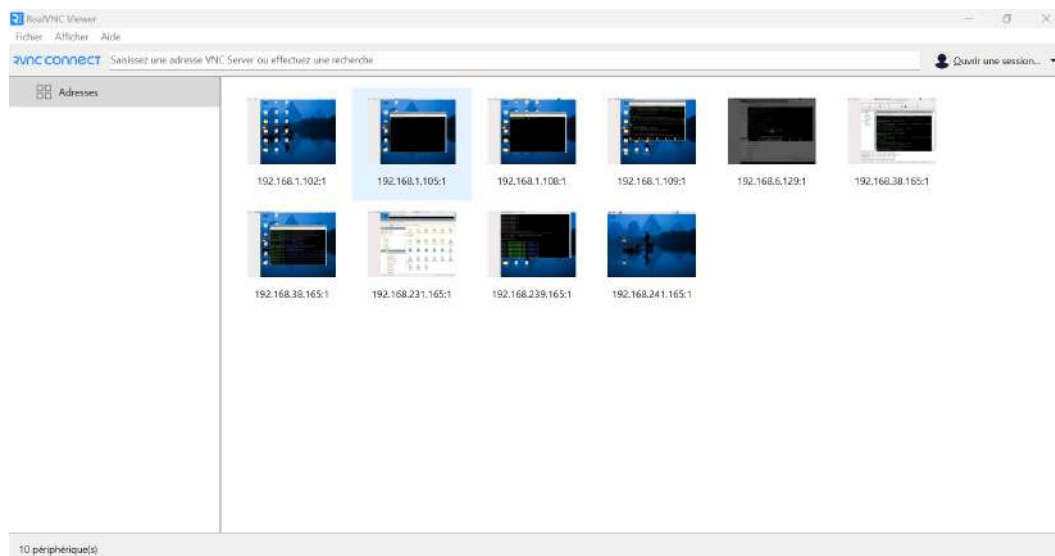 RealVNC Viewer
Fichier Afficher Aide
RVNC CONNECT Saisissez une adresse VNC Server ou effectuez une recherche Ouvrir une session...
Adresses
192.168.1.102:1 192.168.1.105:1 192.168.1.108:1 192.168.1.109:1 192.168.6.129:1 192.168.38.165:1
192.168.38.165:1 192.168.231.165:1 192.168.239.165:1 192.168.241.165:1
10 périphérique(s)